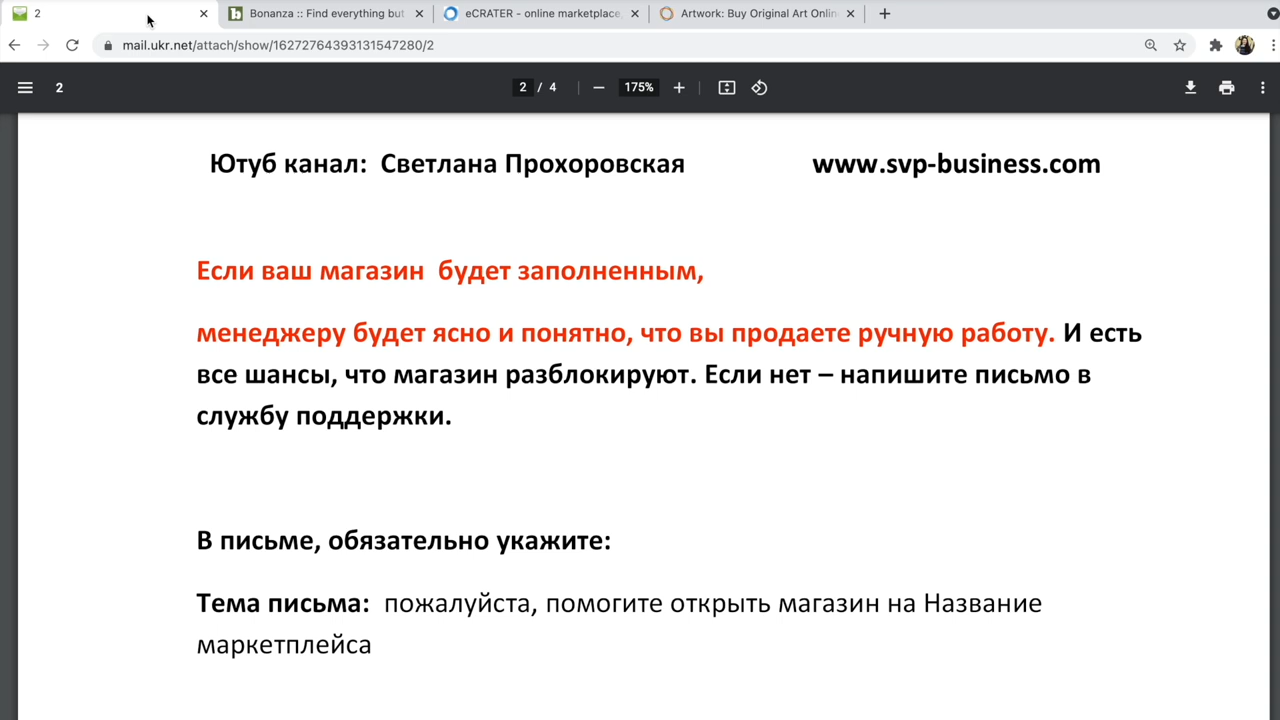 2
Bonanza :: Find everything but
eCRATER - online marketplace,
Artwork: Buy Original Art Onlin
mail.ukr.net/attach/show/16272764393131547280/2
2
2 / 4
175%
Ютуб канал: Светлана Прохоровская www.svp-business.com
Если ваш магазин будет заполненным,
менеджеру будет ясно и понятно, что вы продаете ручную работу. И есть
все шансы, что магазин разблокируют. Если нет – напишите письмо в
службу поддержки.
В письме, обязательно укажите:
Тема письма: пожалуйста, помогите открыть магазин на Название
маркетплейса